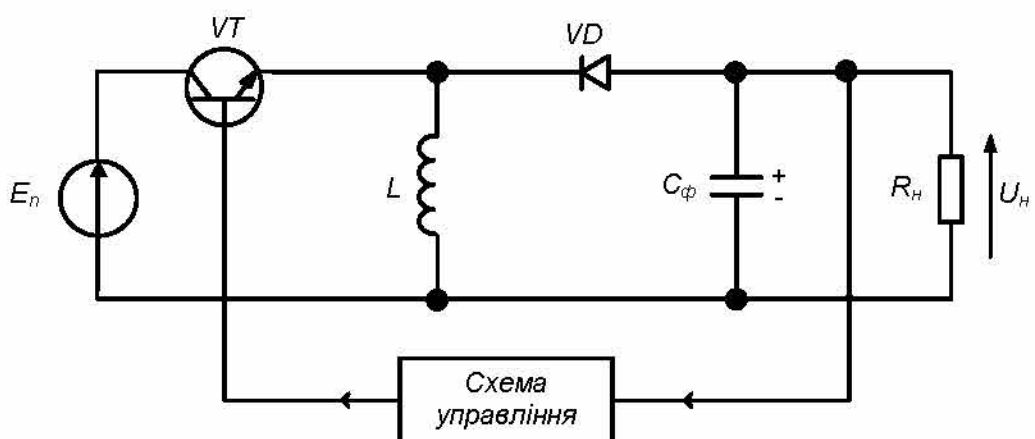 VT
VD
Eп
L
Cф
+
-
Rн
Uн
Схема
управління